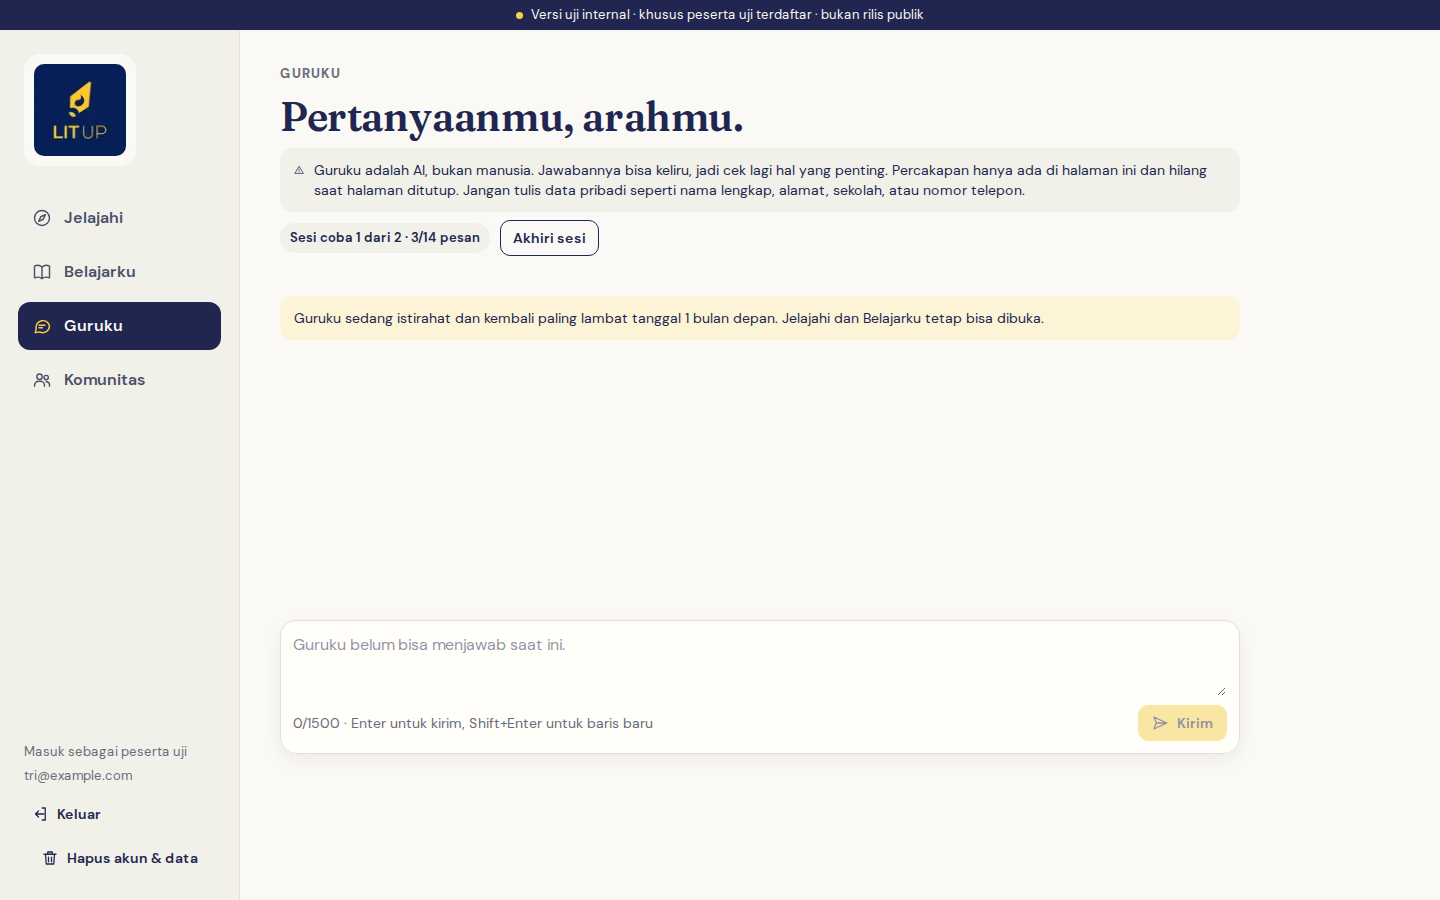 Versi uji internal · khusus peserta uji terdaftar · bukan rilis publik
LITUP
Jelajahi
Belajarku
Guruku
Komunitas
Masuk sebagai peserta uji
tri@example.com
Keluar
Hapus akun & data
GURUKU
Pertanyaanmu, arahmu.
Guruku adalah AI, bukan manusia. Jawabannya bisa keliru, jadi cek lagi hal yang penting. Percakapan hanya ada di halaman ini dan hilang
saat halaman ditutup. Jangan tulis data pribadi seperti nama lengkap, alamat, sekolah, atau nomor telepon.
Sesi coba 1 dari 2 · 3/14 pesan
Akhiri sesi
Guruku sedang istirahat dan kembali paling lambat tanggal 1 bulan depan. Jelajahi dan Belajarku tetap bisa dibuka.
Guruku belum bisa menjawab saat ini.
0/1500 · Enter untuk kirim, Shift+Enter untuk baris baru
Kirim